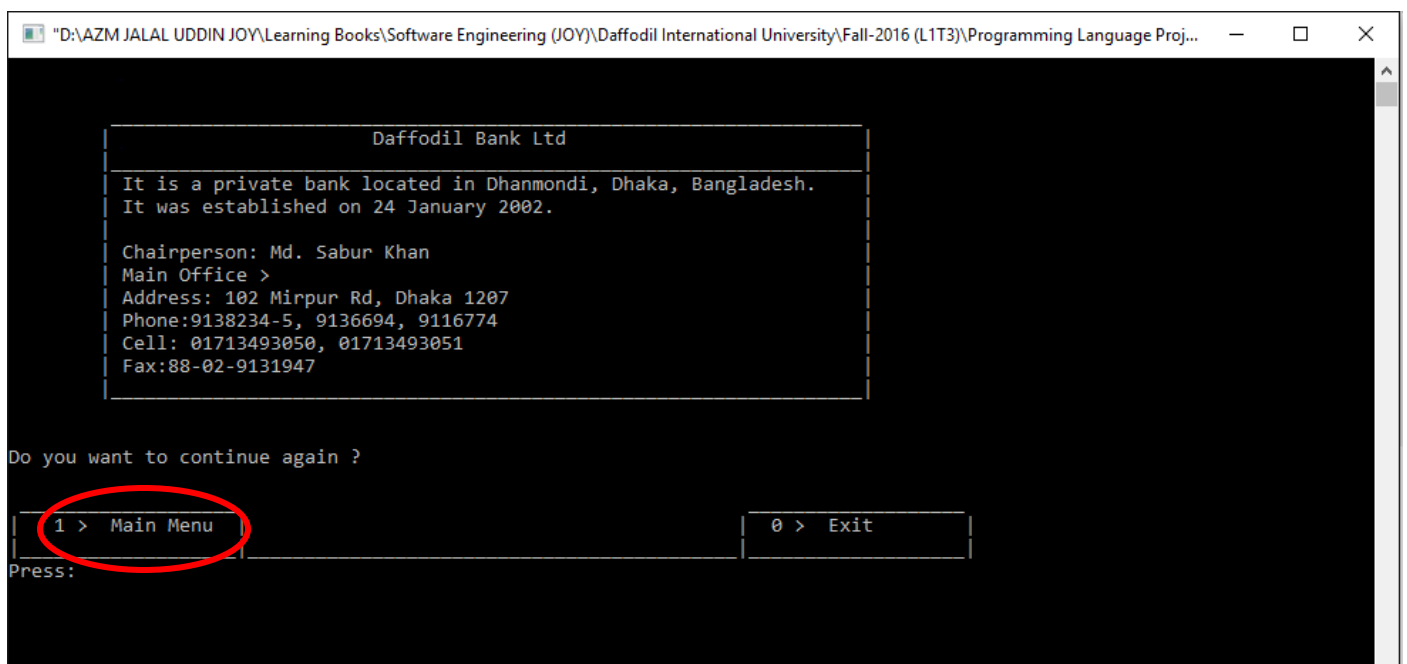 "D:\AZM JALAL UDDIN JOY\Learning Books\Software Engineering (JOY)\Daffodil International University\Fall-2016 (L1T3)\Programming Language Proj...
Daffodil Bank Ltd
It is a private bank located in Dhanmondi, Dhaka, Bangladesh.
It was established on 24 January 2002.
Chairperson: Md. Sabur Khan
Main Office >
Address: 102 Mirpur Rd, Dhaka 1207
Phone:9138234-5, 9136694, 9116774
Cell: 01713493050, 01713493051
Fax:88-02-9131947
Do you want to continue again ?
1 > Main Menu 0 > Exit
Press: